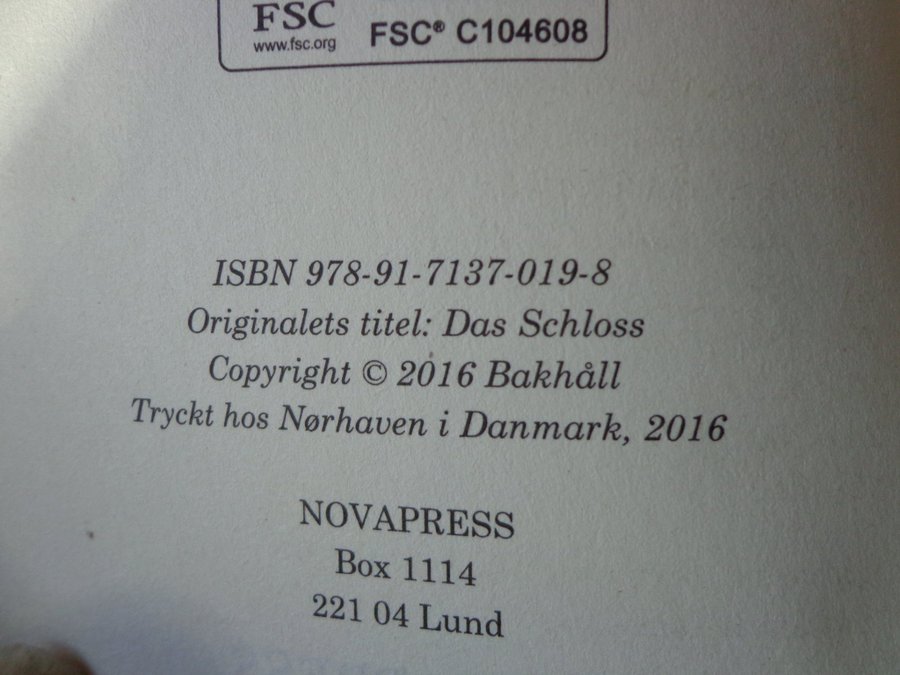 FSC
www.fsc.org
FSC® C104608
ISBN 978-91-7137-019-8
Originalets titel: Das Schloss
Copyright © 2016 Bakhåll
Tryckt hos Nørhaven i Danmark, 2016
NOVAPRESS
Box 1114
221 04 Lund